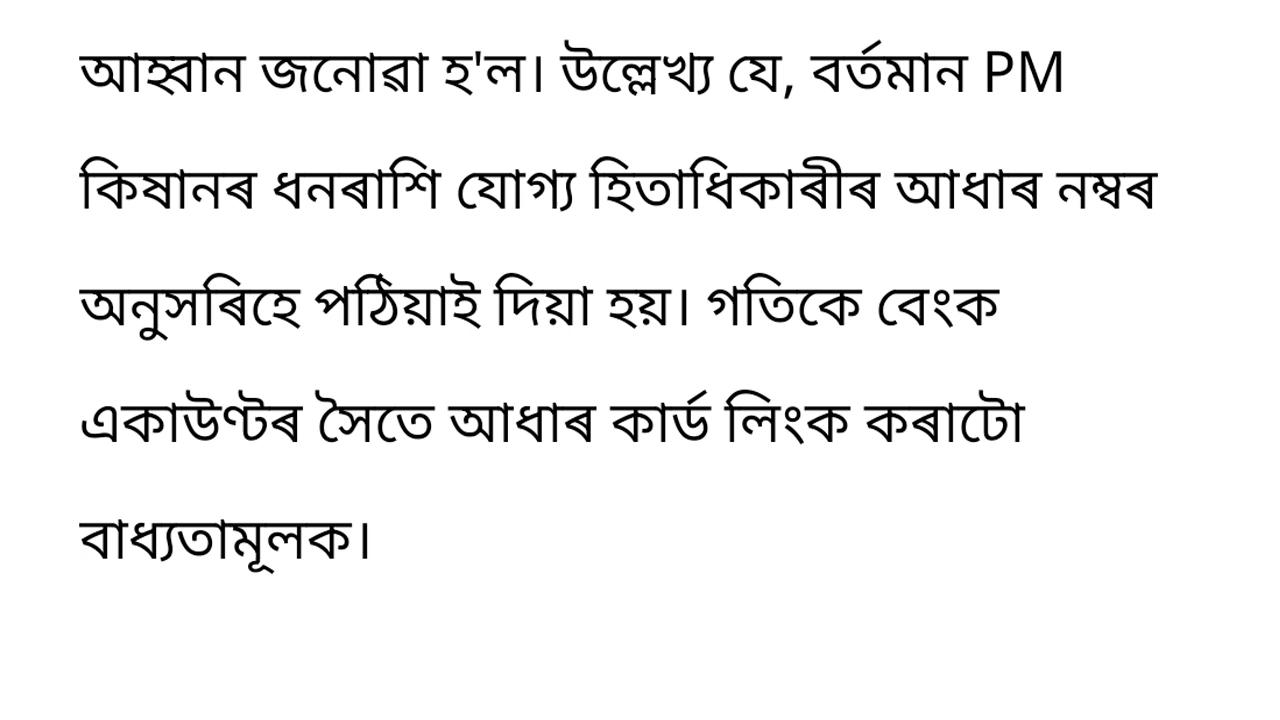 আহ্বান জনোৱা হ'ল। উল্লেখ্য যে, বৰ্তমান PM
কিষানৰ ধনৰাশি যোগ্য হিতাধিকাৰীৰ আধাৰ নম্বৰ
অনুসৰিহে পঠিয়াই দিয়া হয়। গতিকে বেংক
একাউণ্টৰ সৈতে আধাৰ কাৰ্ড লিংক কৰাটো
বাধ্যতামূলক।